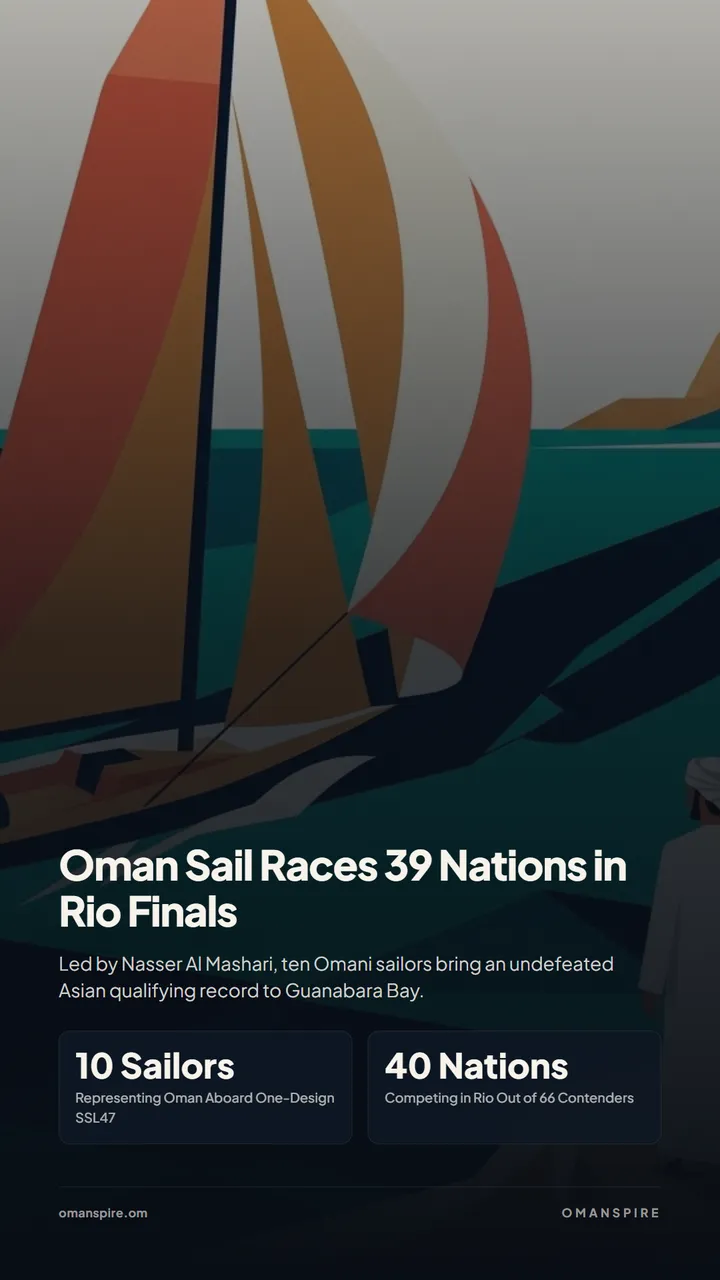 Oman Sail Races 39 Nations in
Rio Finals
Led by Nasser Al Mashari, ten Omani sailors bring an undefeated
Asian qualifying record to Guanabara Bay.
10 Sailors
Representing Oman Aboard One-Design
SSL47
40 Nations
Competing in Rio Out of 66 Contenders
omanspire.om
OMANSPIRE